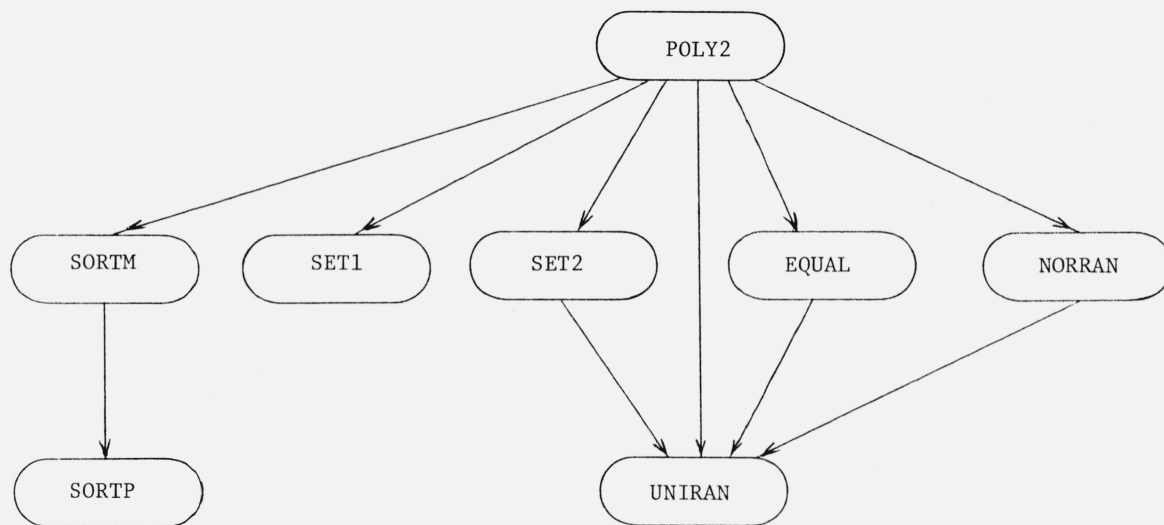 POLY2
SORTM
SET1
SET2
EQUAL
NORRAN
SORTP
UNIRAN